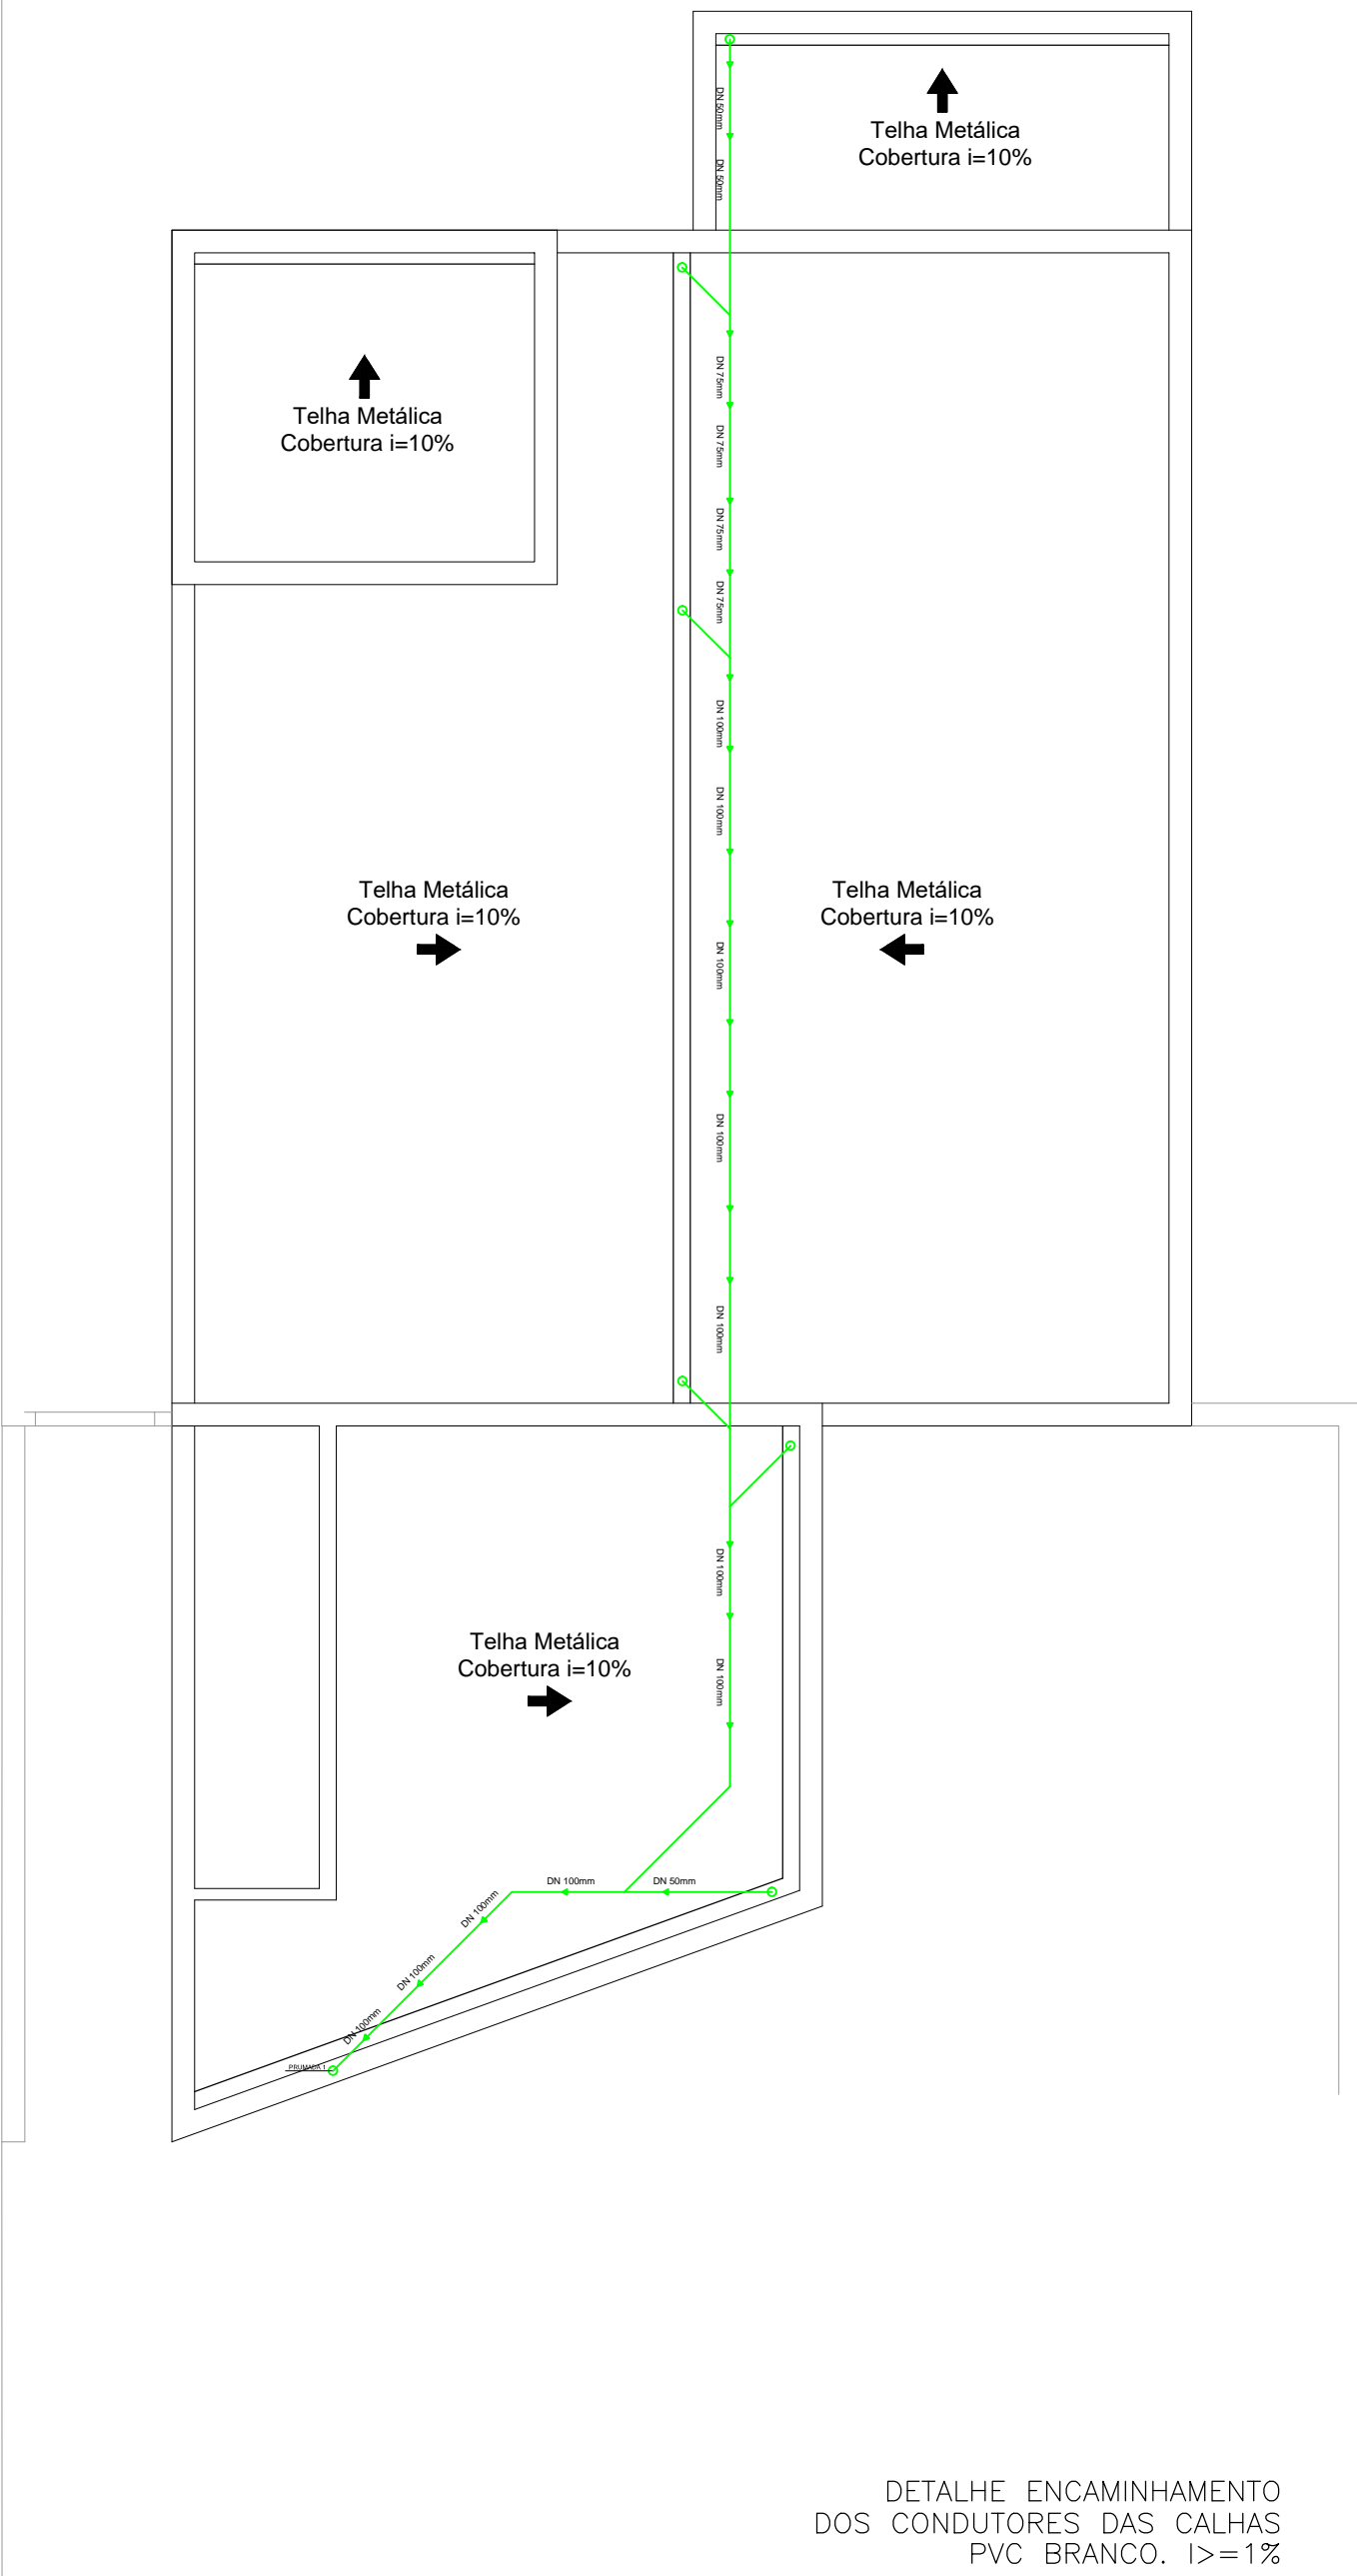 DN 50mm
Telha Metálica
Cobertura i=10%
DN 50mm
DN 75mm
Telha Metálica
Cobertura i=10%
DN 75mm
DN 75mm
DN 75mm
DN 100mm
DN 100mm
Telha Metálica
Cobertura i=10%
Telha Metálica
Cobertura i=10%
DN 100mm
DN 100mm
DN 100mm
DN 100mm
Telha Metálica
Cobertura i=10%
DN 100mm
DN 100mm
DN 50mm
DN 100mm
DN 100mm
DN 100mm
PRUMADA 1
DETALHE ENCAMINHAMENTO
DOS CONDUTORES DAS CALHAS
PVC BRANCO. I>=1%